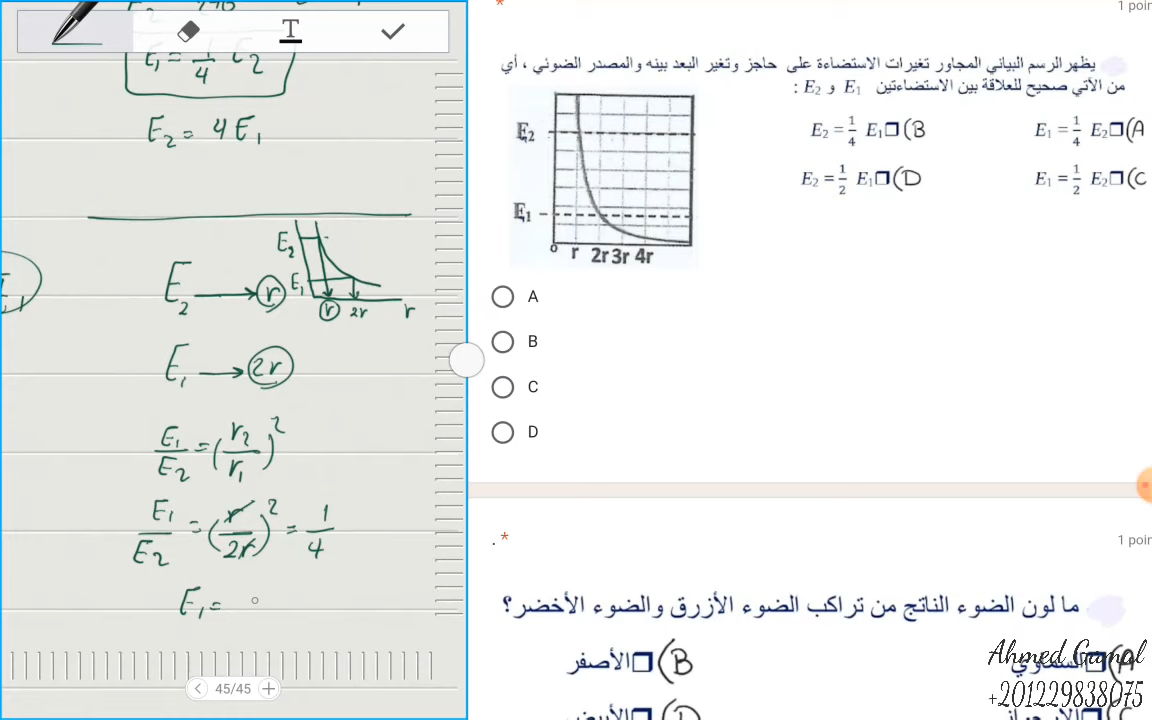 T
E₁ = 1/4 E₂
E₂ = 4 E₁
E₂
E₁
r 2r r
E₂ → r
E₁ → 2r
E₁/E₂ = (r₂/r₁)²
E₁/E₂ = (r/2r)² = 1/4
E₁ =
45/45
*
1 poin
يظهر الرسم البياني المجاور تغيرات الاستضاءة على حاجز وتغير البعد بينه والمصدر الضوئي ، أي
من الآتي صحيح للعلاقة بين الاستضاءتين E₁ و E₂ :
A) E₁ = 1/4 E₂
B) E₂ = 1/4 E₁
C) E₁ = 1/2 E₂
D) E₂ = 1/2 E₁
E₂
E₁
o r 2r 3r 4r
A
B
C
D
. *
1 poin
ما لون الضوء الناتج من تراكب الضوء الأزرق والضوء الأخضر؟
A) السماوي
B) الأصفر
Ahmed Gamal
+201229838075